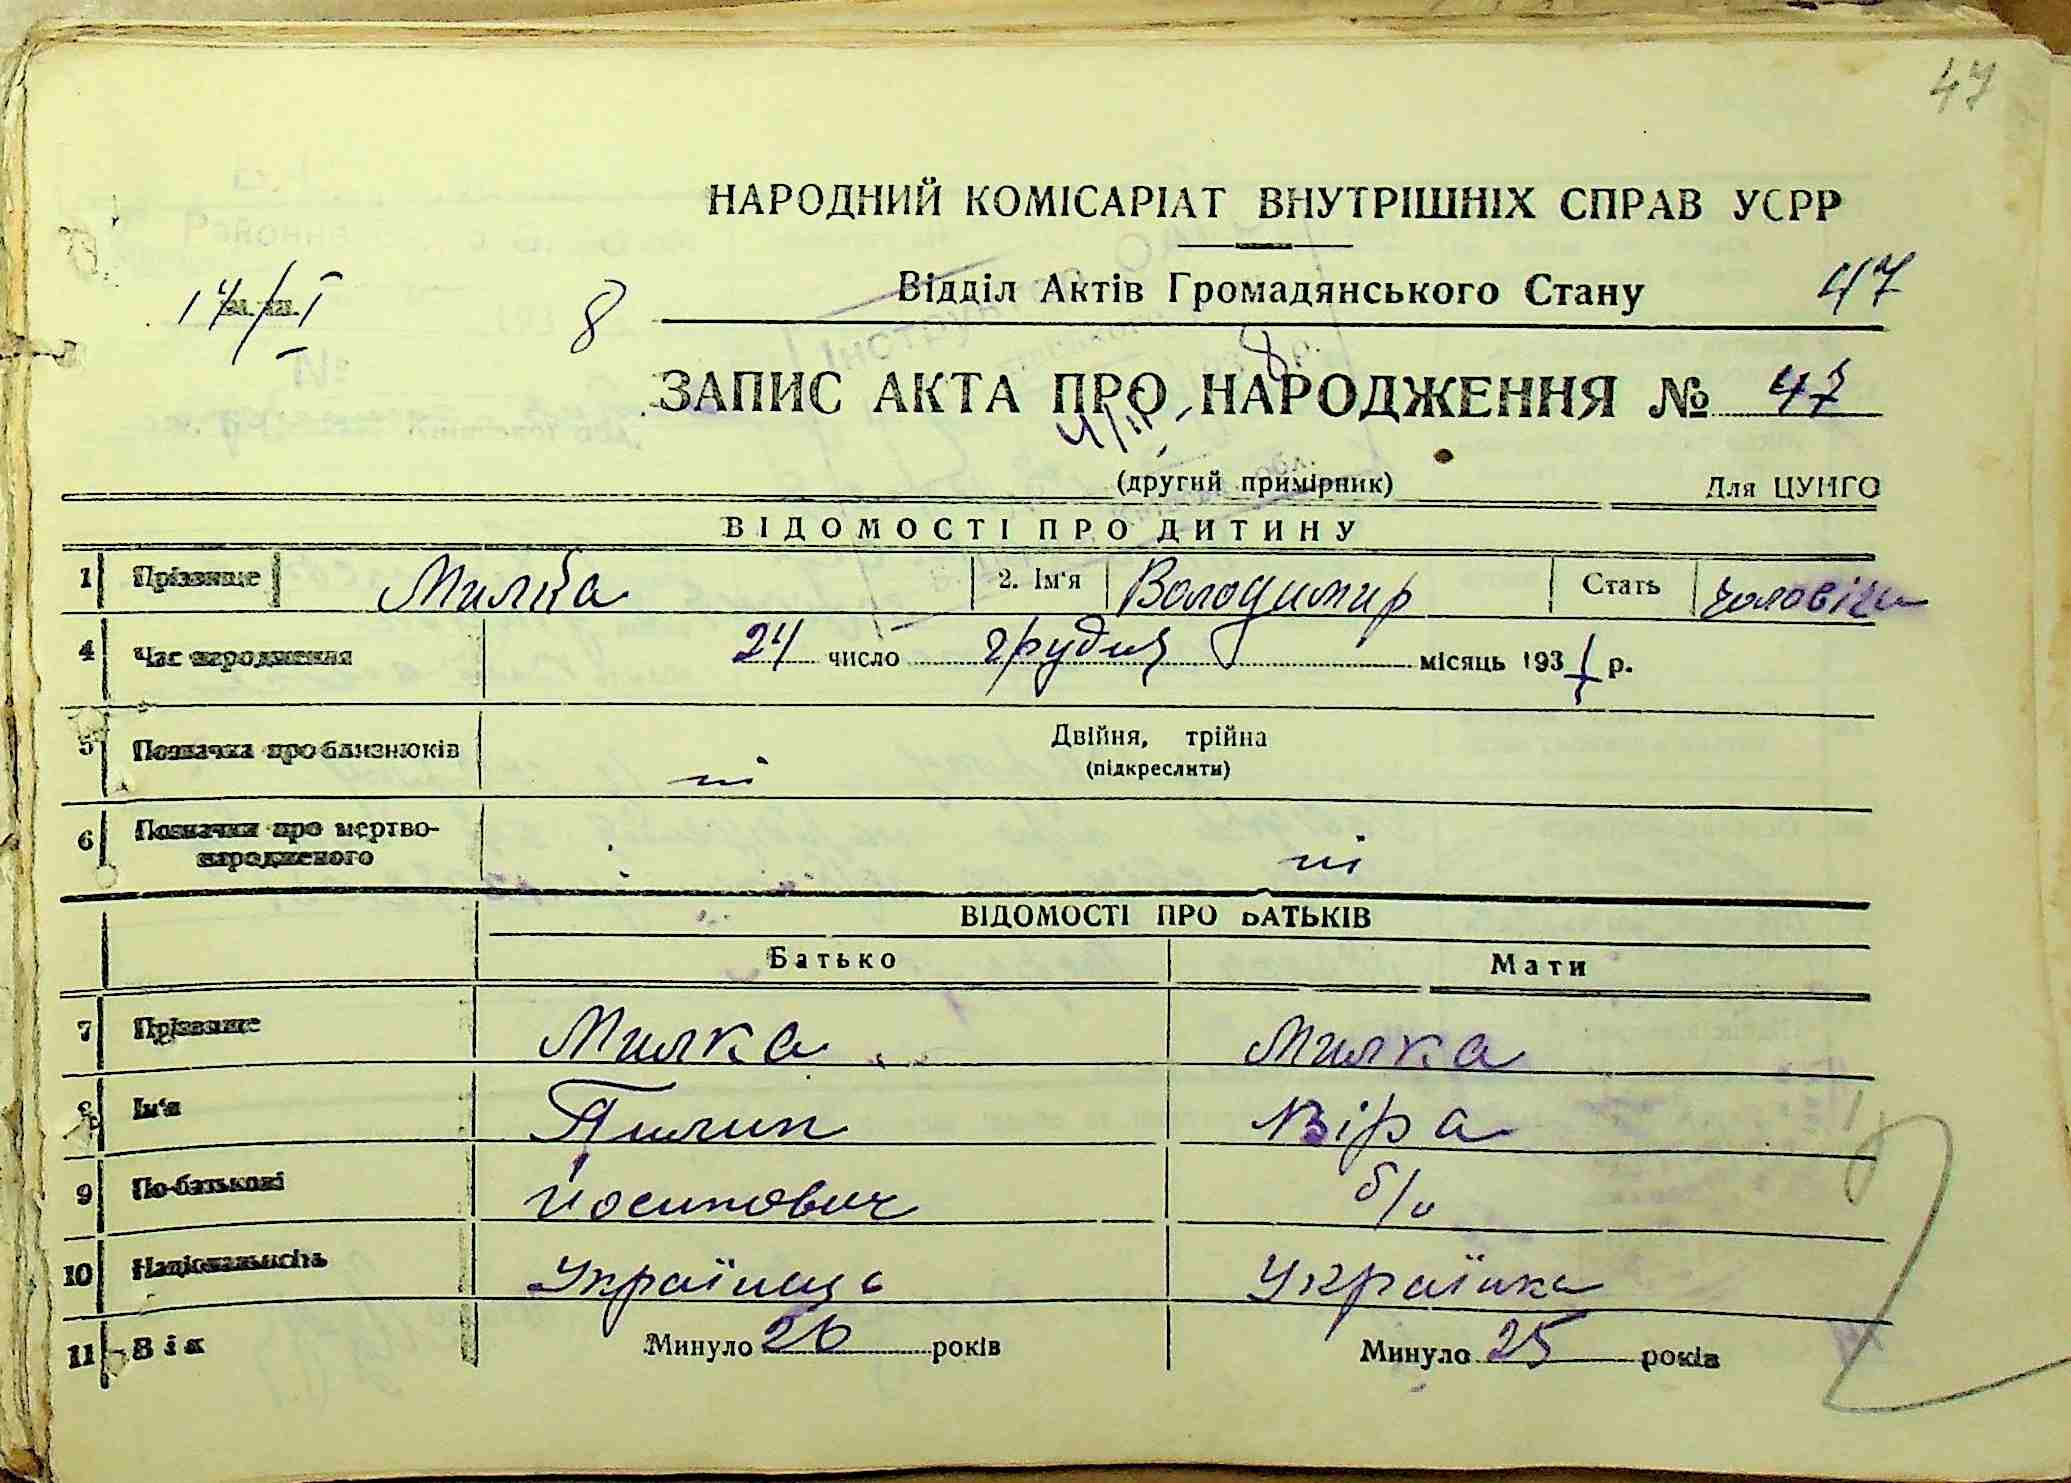 47
НАРОДНИЙ КОМІСАРІАТ ВНУТРІШНІХ СПРАВ УСРР
14/I 8 Відділ Актів Громадянського Стану 47
ЗАПИС АКТА ПРО НАРОДЖЕННЯ № 47
(другий примірник) Для ЦУНГО
ВІДОМОСТІ ПРО ДИТИНУ
1 Прізвище Милка 2. Ім'я Володимир Стать чоловіча
4 Час народження 24 число грудня місяць 193 р.
5 Позначка про близнюків ні Двійня, трійна
(підкреслити)
6 Позначки про мертво-
народженого ні
ВІДОМОСТІ ПРО БАТЬКІВ
Батько Мати
7 Прізвище Милка Милка
8 Ім'я Пилип Віра
9 По-батькові Йосипович
10 Національність Українець Українка
11 Вік Минуло 26 років Минуло 25 років